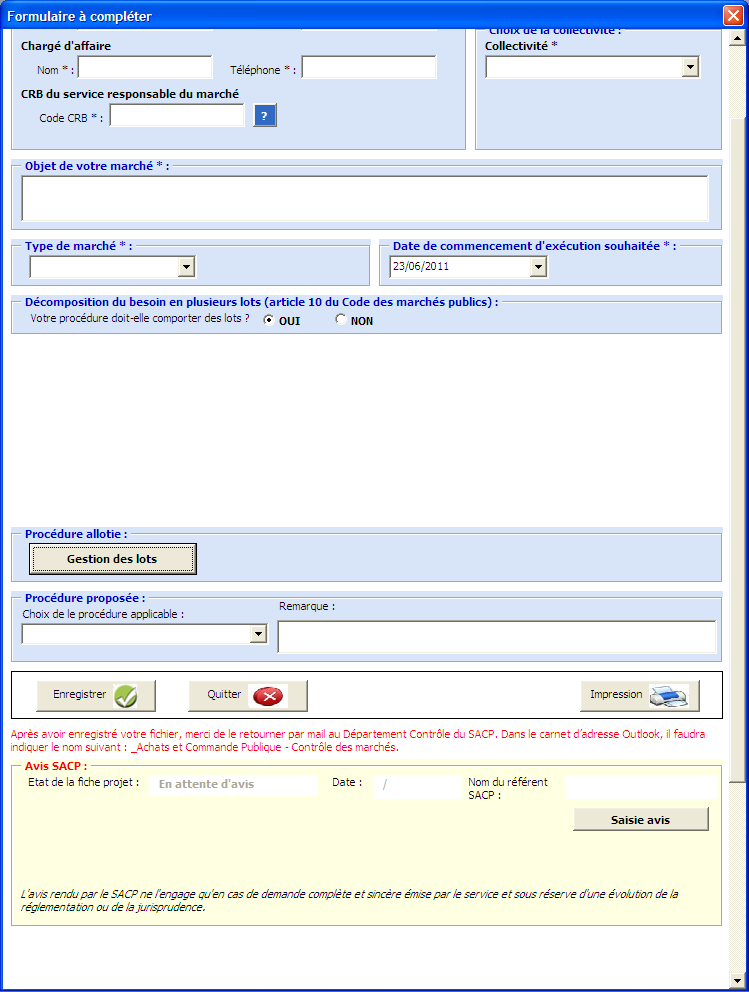 Formulaire à compléter
Choix de la collectivité :
Chargé d'affaire
Collectivité *
Nom * :
Téléphone * :
CRB du service responsable du marché
Code CRB * :
?
Objet de votre marché * :
Type de marché * :
Date de commencement d'exécution souhaitée * :
23/06/2011
Décomposition du besoin en plusieurs lots (article 10 du Code des marchés publics) :
Votre procédure doit-elle comporter des lots ?
OUI
NON
Procédure allotie :
Gestion des lots
Procédure proposée :
Choix de le procédure applicable :
Remarque :
Enregistrer
Quitter
Impression
Après avoir enregistré votre fichier, merci de le retourner par mail au Département Contrôle du SACP. Dans le carnet d'adresse Outlook, il faudra
indiquer le nom suivant : _Achats et Commande Publique - Contrôle des marchés.
Avis SACP :
Etat de la fiche projet :
En attente d'avis
Date :
/
Nom du référent
SACP :
Saisie avis
L'avis rendu par le SACP ne l'engage qu'en cas de demande complète et sincère émise par le service et sous réserve d'une évolution de la
réglementation ou de la jurisprudence.